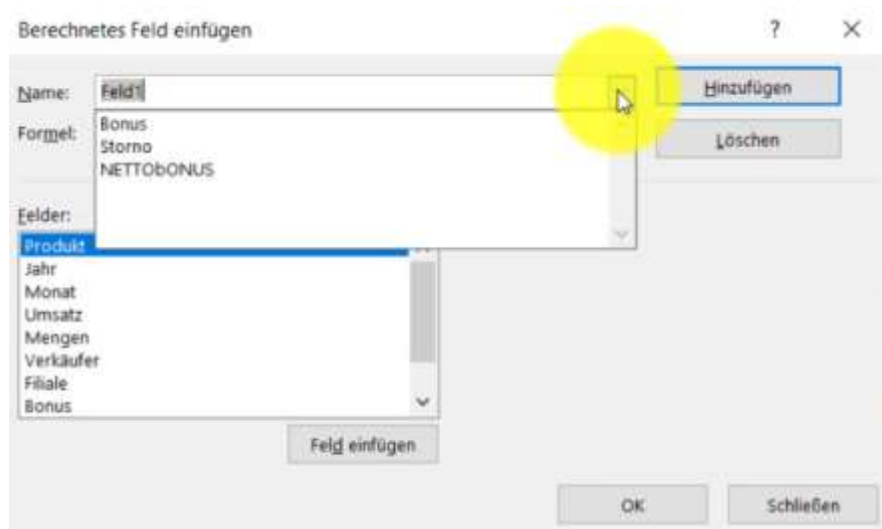 Berechnetes Feld einfügen ?
Name: Feld1 Hinzufügen
Formel: Bonus
Storno
NETTObONUS
Löschen
Felder:
Produkt
Jahr
Monat
Umsatz
Mengen
Verkäufer
Filiale
Bonus
Feld einfügen
OK Schließen